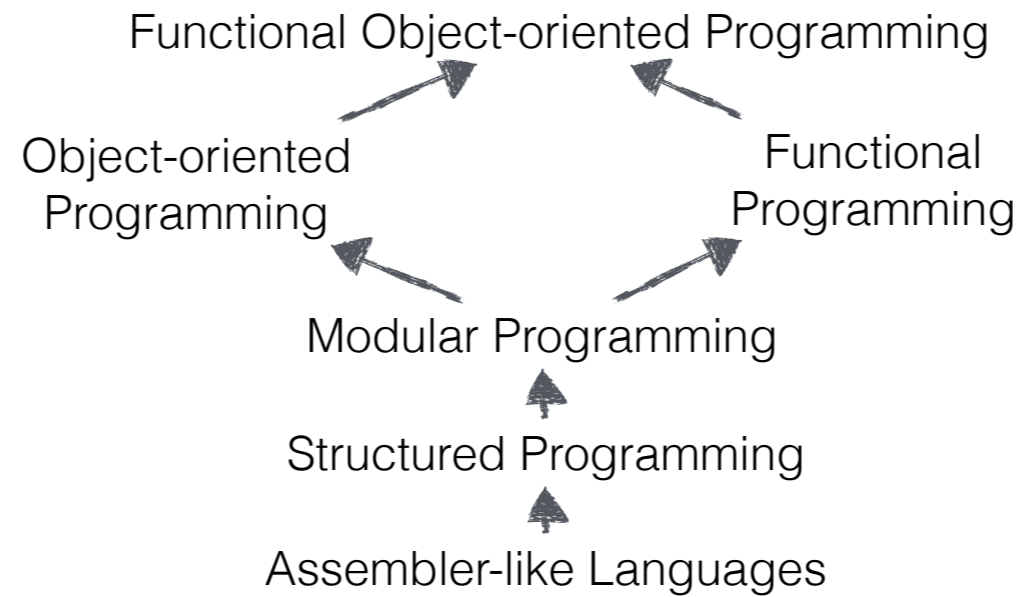 Functional Object-oriented Programming
Object-oriented
Programming
Functional
Programming
Modular Programming
Structured Programming
Assembler-like Languages